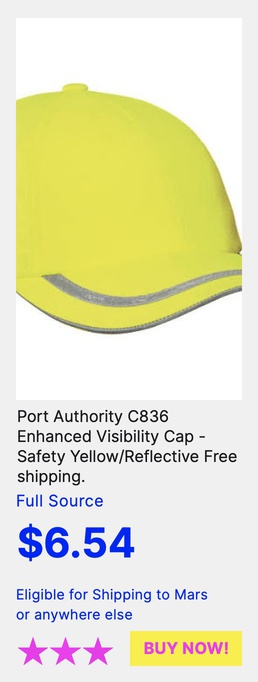 Port Authority C836
Enhanced Visibility Cap -
Safety Yellow/Reflective Free
shipping.
Full Source
$6.54
Eligible for Shipping to Mars
or anywhere else
BUY NOW!